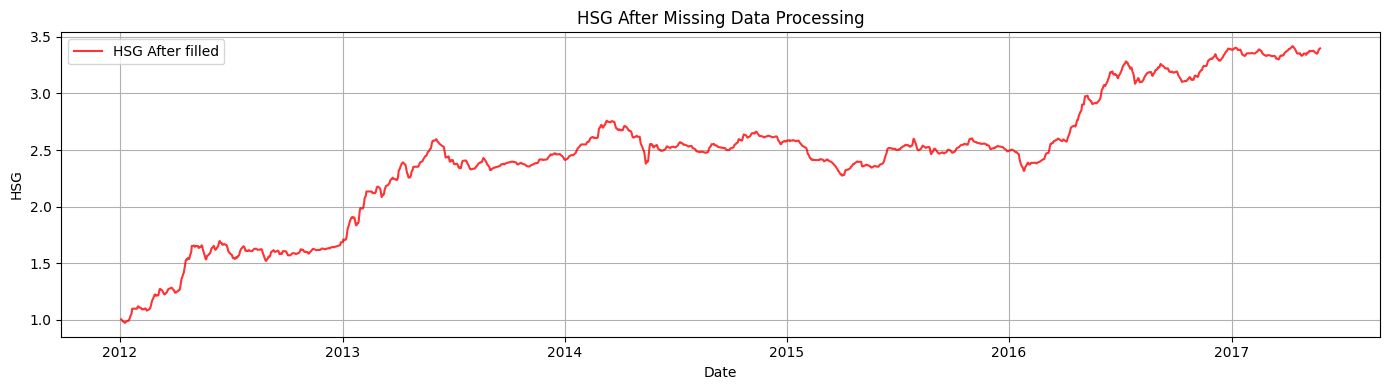 HSG After Missing Data Processing
HSG After filled
3.5
3.0
2.5
2.0
1.5
1.0
HSG
2012 2013 2014 2015 2016 2017
Date